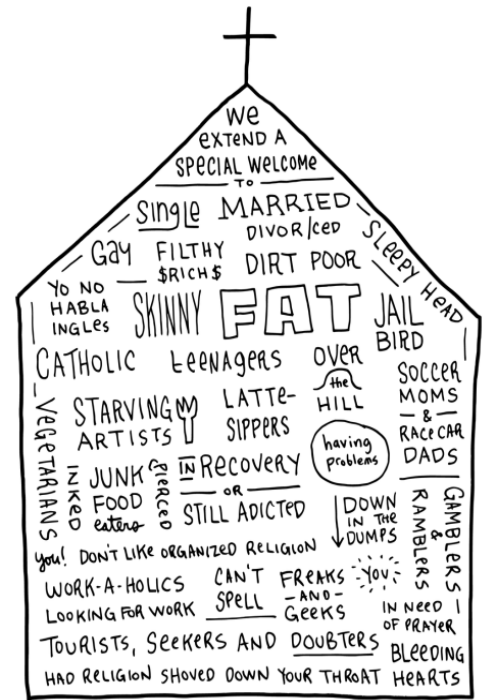 We
EXTEND A
SPECIAL WELCOME
TO
Single MARRIED
DIVOR/CED
SLEEPY HEAD
Gay FILTHY
$RICH$
DIRT POOR
YO NO
HABLA
INGLES
SKINNY FAT JAIL
BIRD
CATHOLIC teenagers OVER
the
HILL
SOCCER
MOMS
&
RACE CAR
DADS
VEGETARIANS
STARVING
ARTISTS
LATTE-
SIPPERS
having
problems
INKED
JUNK
FOOD
eaters
PIERCED
IN RECOVERY
OR
STILL ADICTED
DOWN
IN THE
DUMPS
GAMBLERS
&
RAMBLERS
you! DON'T LIKE ORGANIZED RELIGION
WORK-A-HOLICS
LOOKING FOR WORK
CAN'T
SPELL
FREAKS
-AND-
GEEKS
YOU
IN NEED
OF PRAYER
TOURISTS, SEEKERS AND DOUBTERS
BLEEDING
HEARTS
HAD RELIGION SHOVED DOWN YOUR THROAT